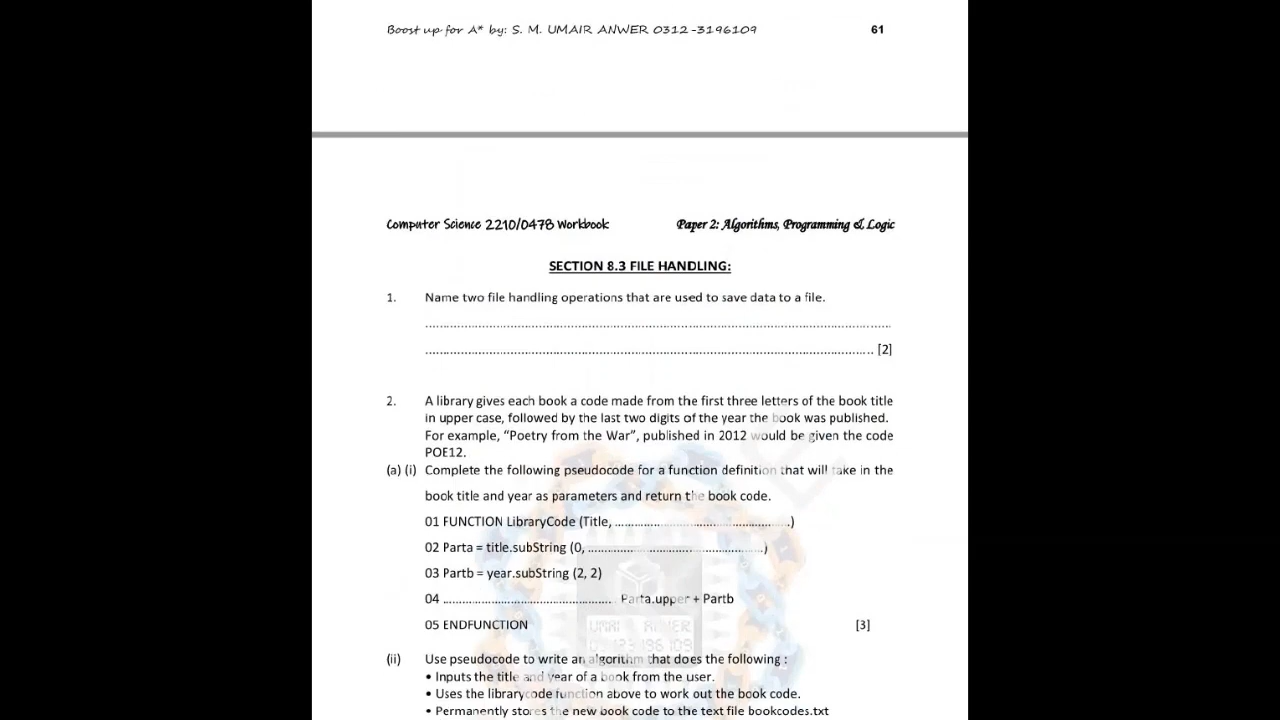 Boost up for A* by: S. M. UMAIR ANWER 0312-3196109 61
Computer Science 2210/0478 Workbook Paper 2: Algorithms, Programming & Logic
SECTION 8.3 FILE HANDLING:
1. Name two file handling operations that are used to save data to a file.
..............................................................................................................................
......................................................................................................................... [2]
2. A library gives each book a code made from the first three letters of the book title
in upper case, followed by the last two digits of the year the book was published.
For example, “Poetry from the War”, published in 2012 would be given the code
POE12.
(a) (i) Complete the following pseudocode for a function definition that will take in the
book title and year as parameters and return the book code.
01 FUNCTION LibraryCode (Title, ................................................)
02 Parta = title.subString (0, ................................................)
03 Partb = year.subString (2, 2)
04 .............................................. Parta.upper + Partb
05 ENDFUNCTION [3]
UMAIR ANWER
(ii) Use pseudocode to write an algorithm that does the following :
• Inputs the title and year of a book from the user.
• Uses the librarycode function above to work out the book code.
• Permanently stores the new book code to the text file bookcodes.txt